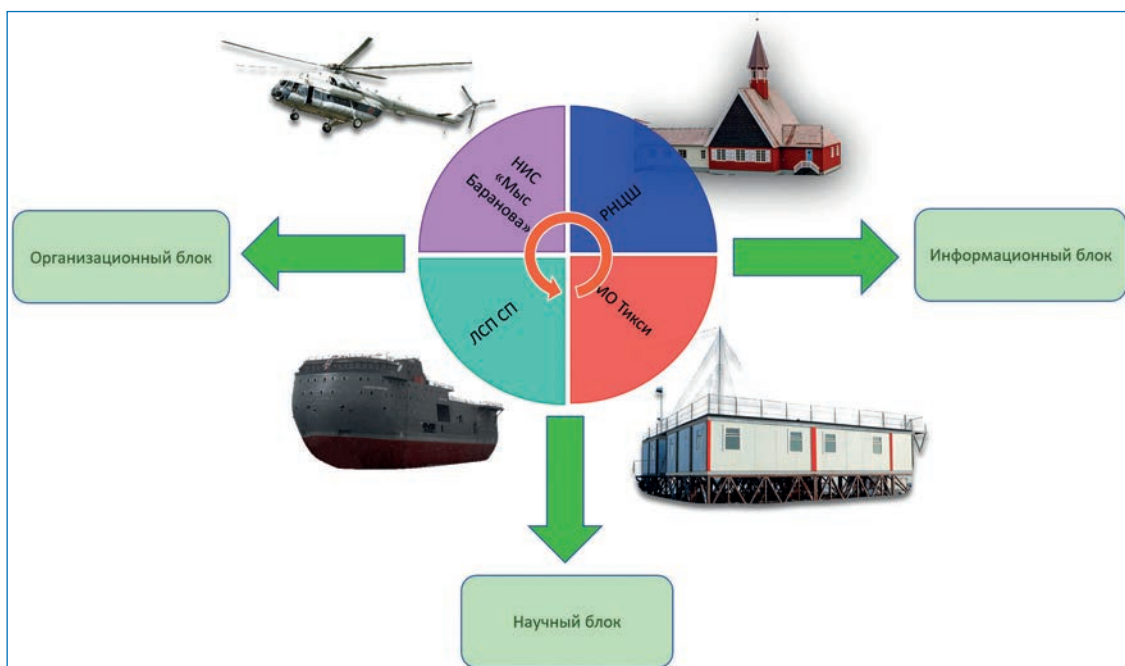 НИС
«Мыс
Баранова»
РНЦШ
Организационный блок
Информационный блок
ЛСП СП
ИО Тикси
Научный блок